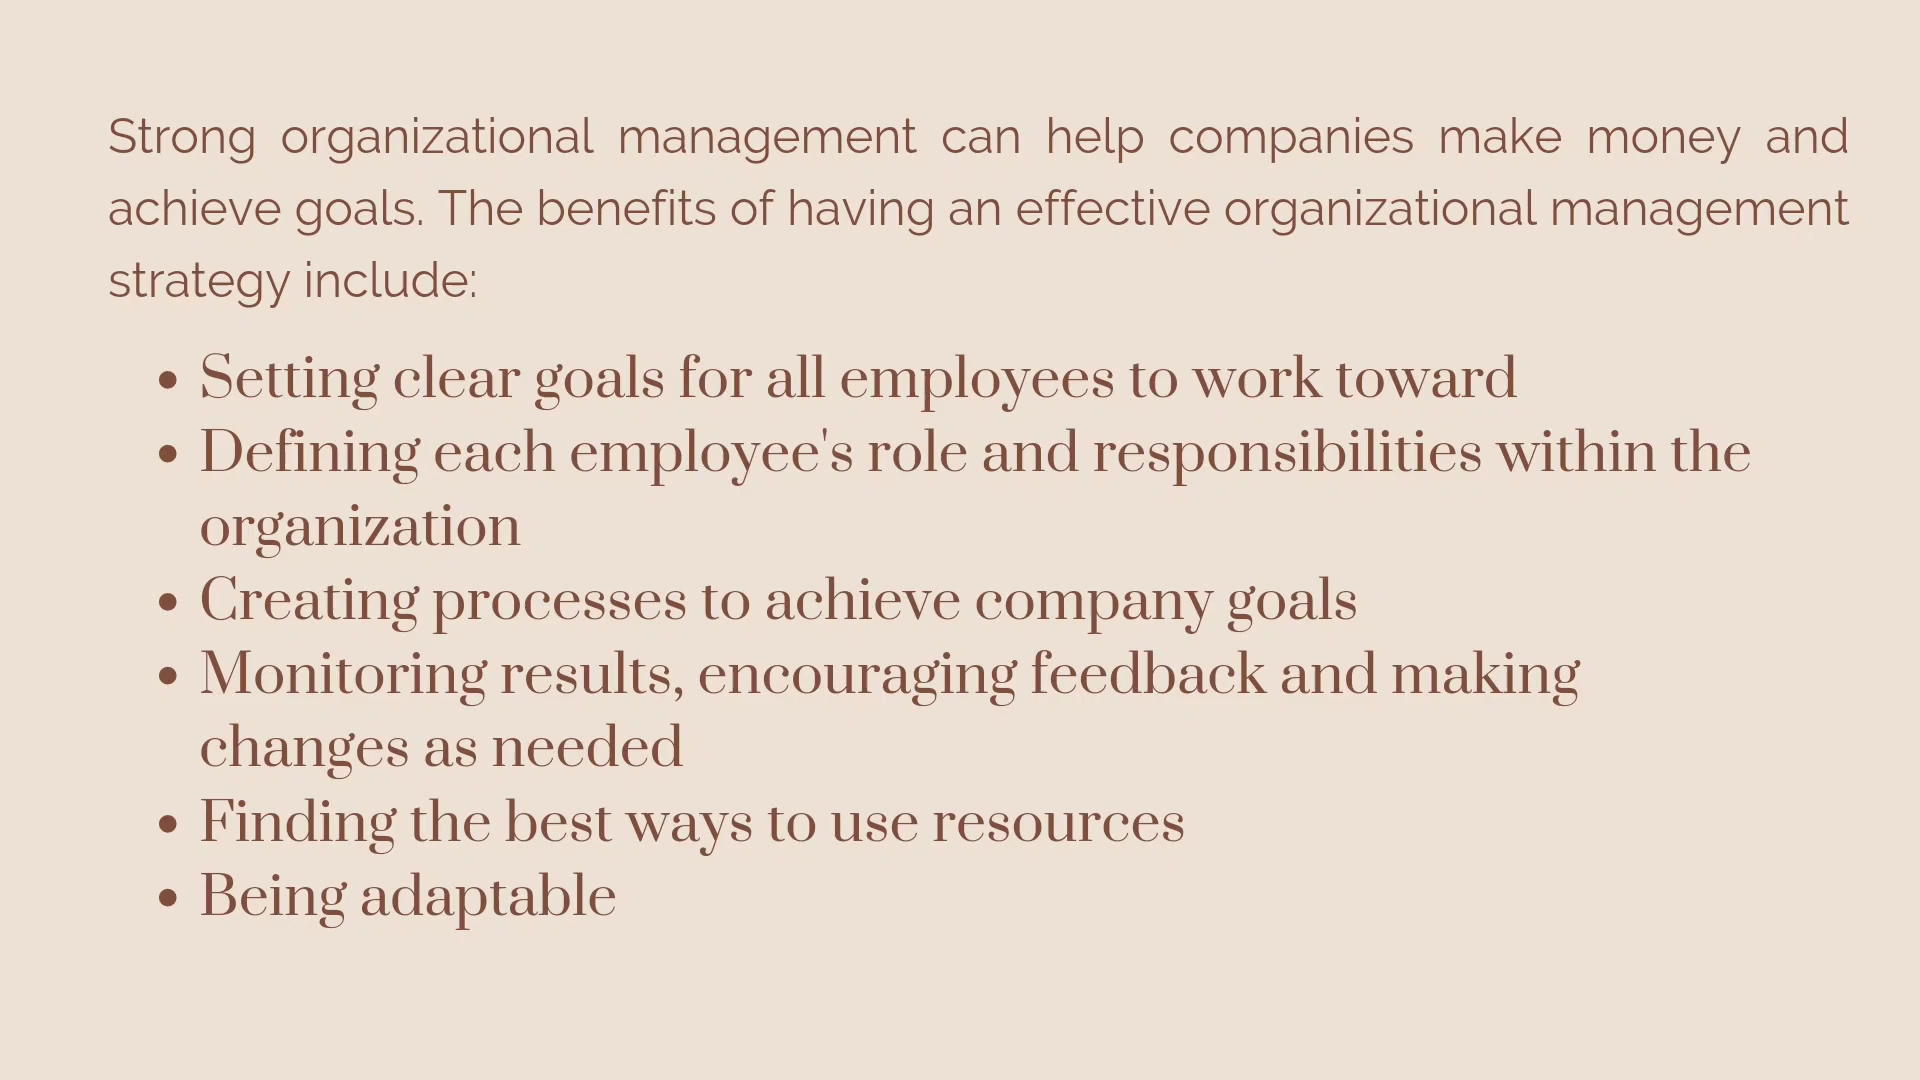 Strong organizational management can help companies make money and
achieve goals. The benefits of having an effective organizational management
strategy include:
• Setting clear goals for all employees to work toward
• Defining each employee's role and responsibilities within the
organization
• Creating processes to achieve company goals
• Monitoring results, encouraging feedback and making
changes as needed
• Finding the best ways to use resources
• Being adaptable